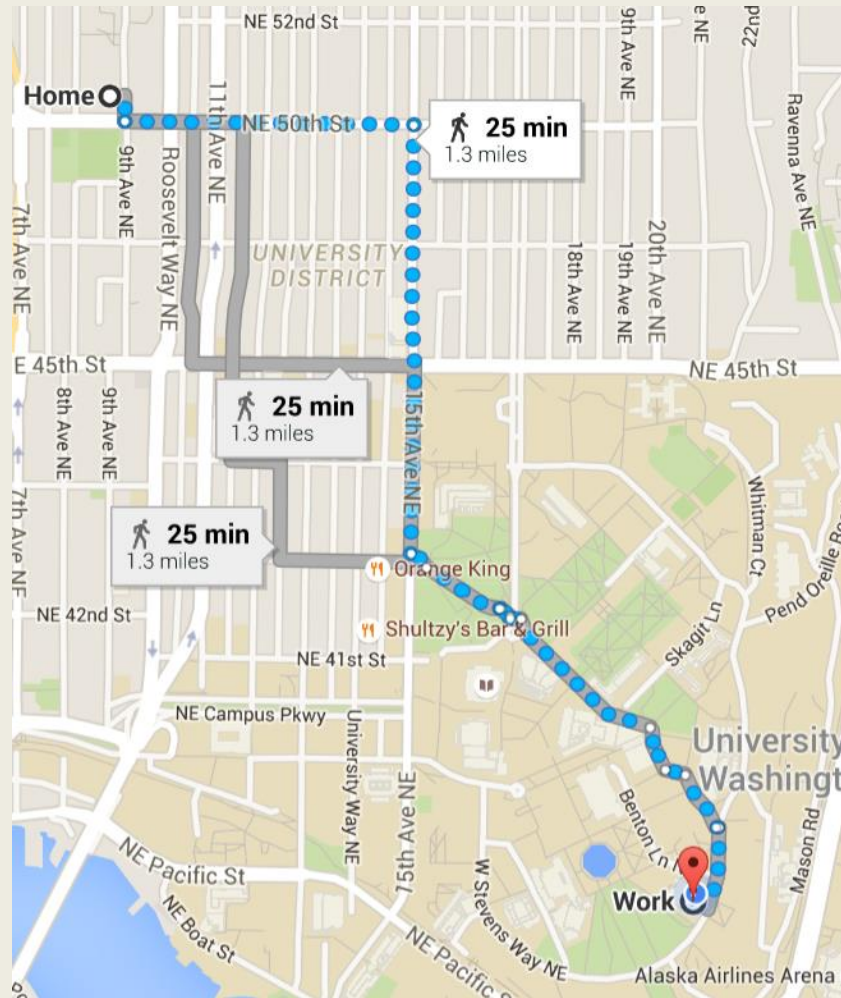 NE 52nd St
22nd
9th Ave NE
e NE
Home
11th Ave NE
NE 50th St
25 min
1.3 miles
Ravenna Ave NE
9th Ave NE
Roosevelt Way NE
7th Ave NE
UNIVERSITY
DISTRICT
18th Ave NE
19th Ave NE
20th Ave NE
E 45th St
NE 45th St
25 min
1.3 miles
8th Ave NE
9th Ave NE
15th Ave NE
7th Ave NE
Whitman Ct
25 min
1.3 miles
Orange King
Pend Oreille Ro
NE 42nd St
Shultzy's Bar & Grill
Skagit Ln
NE 41st St
NE Campus Pkwy
University Way NE
University
Washingt
15th Ave NE
Benton Ln
Mason Rd
NE Pacific St
W Stevens Way NE
Work
NE Boat St
NE Pacific S
Alaska Airlines Arena